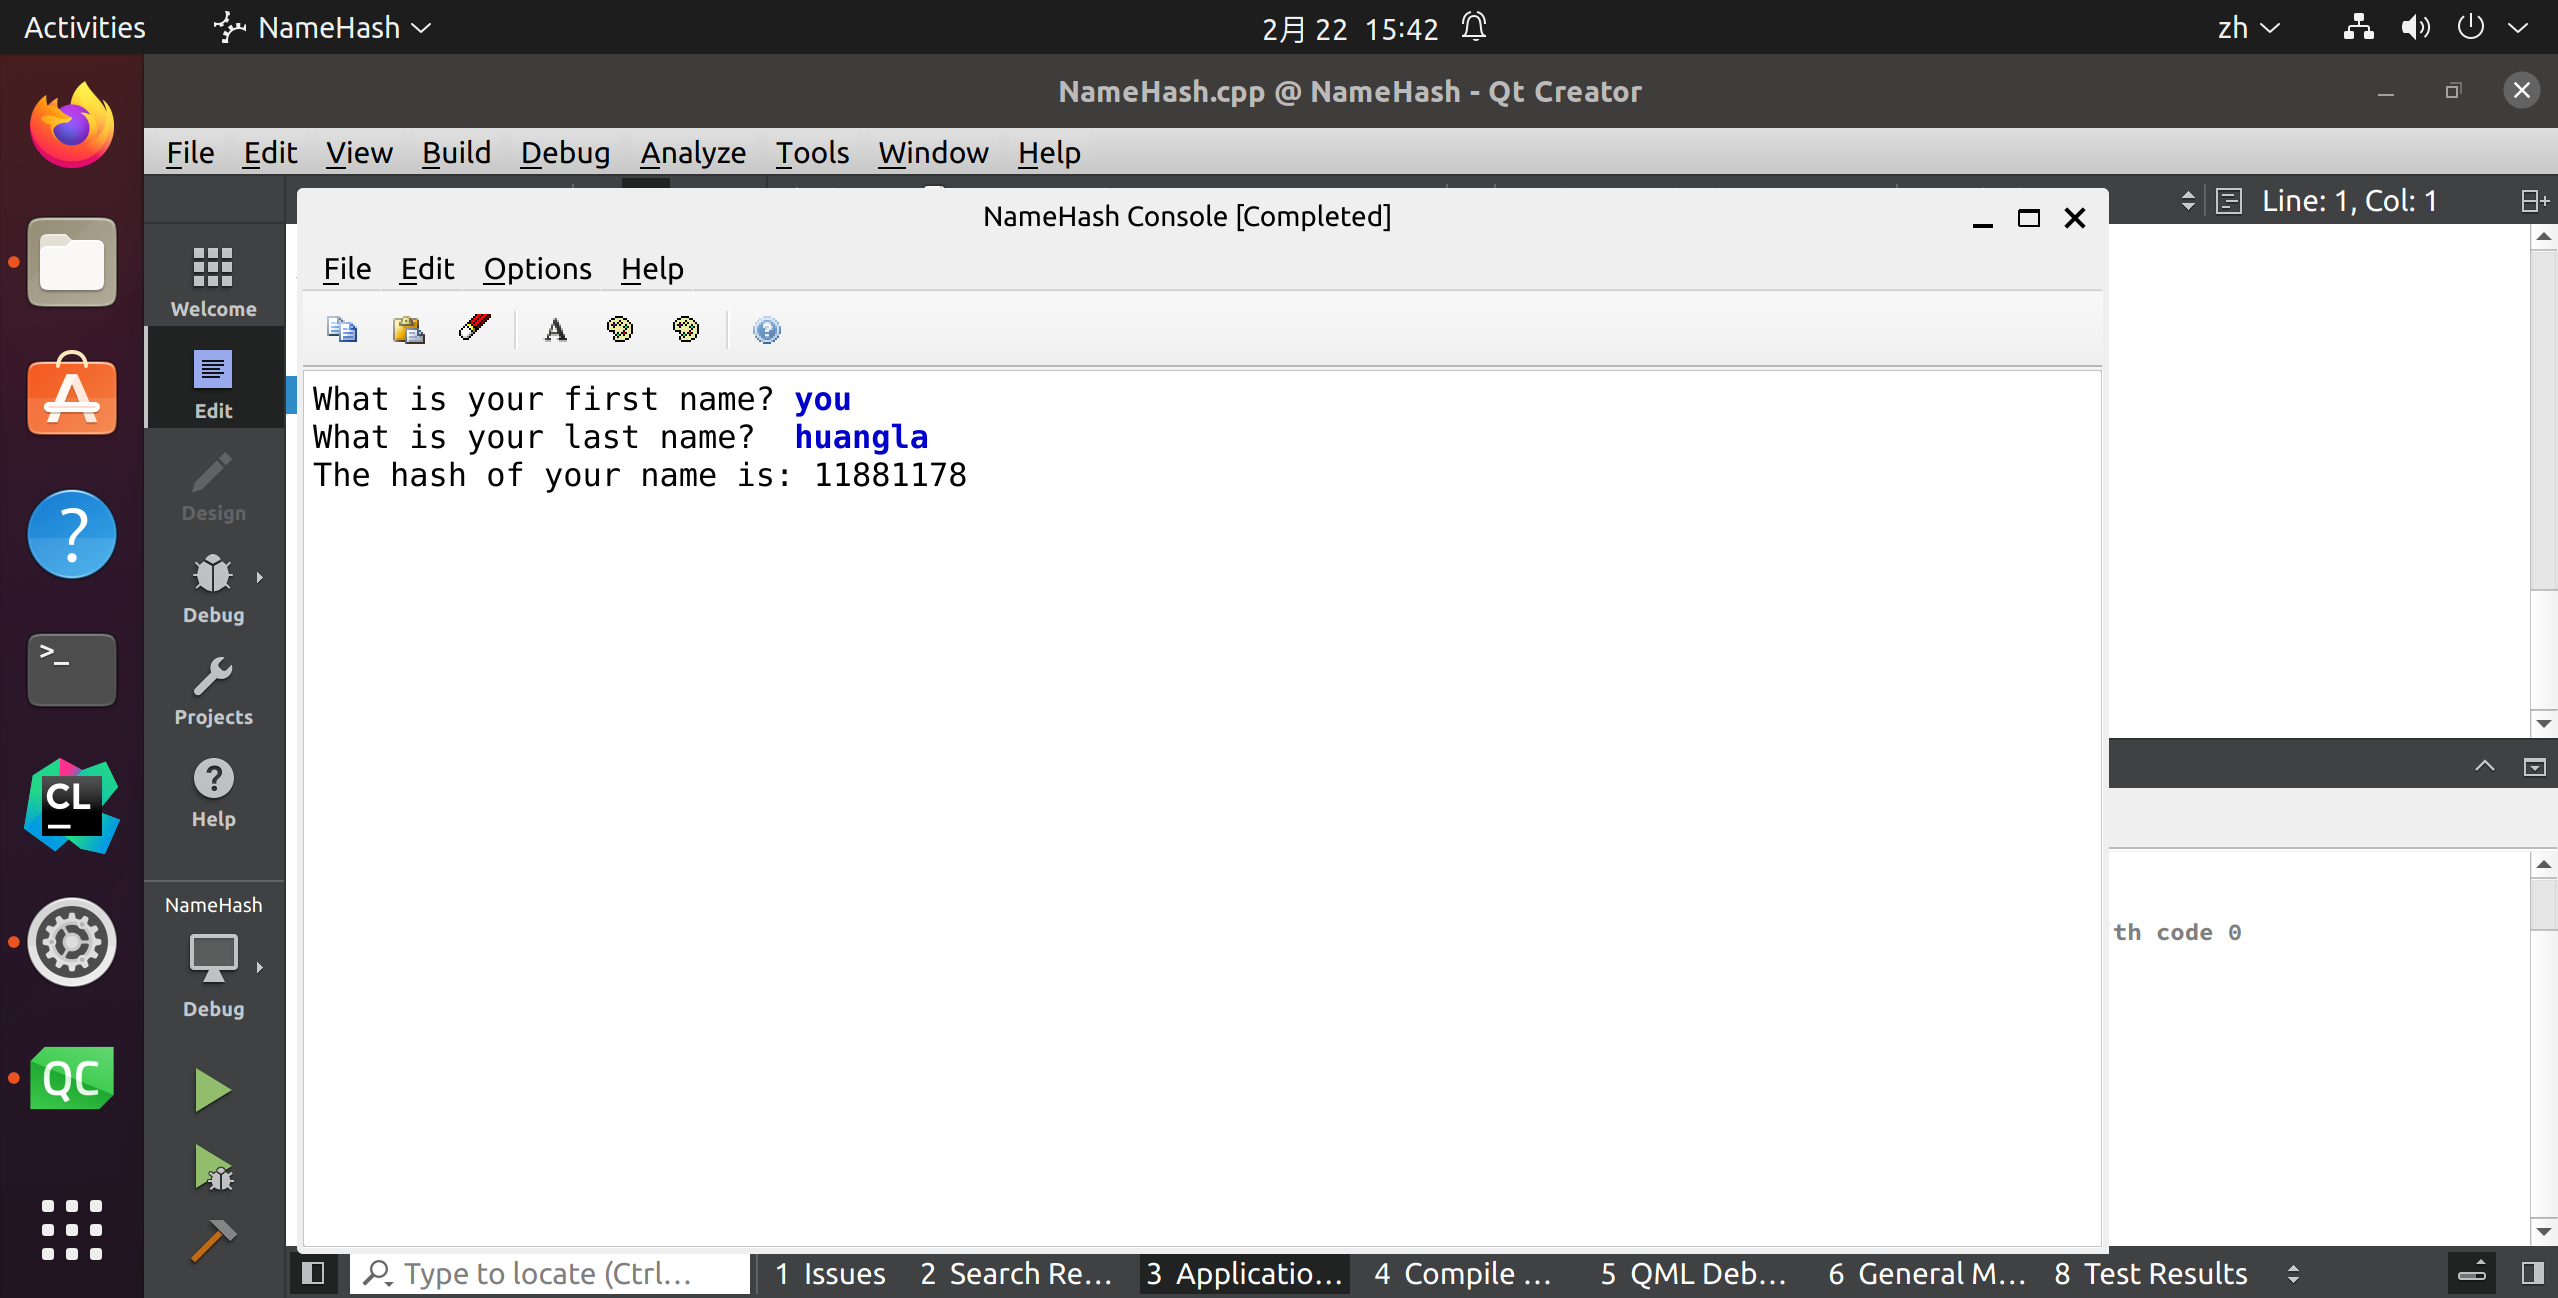 Activities NameHash 2月 22 15:42 zh
NameHash.cpp @ NameHash - Qt Creator
File Edit View Build Debug Analyze Tools Window Help
Line: 1, Col: 1
NameHash Console [Completed]
File Edit Options Help
What is your first name? you
What is your last name? huangla
The hash of your name is: 11881178
Welcome
Edit
Design
Debug
Projects
Help
NameHash
Debug
th code 0
A
?
>_
CL
QC
Type to locate (Ctrl... 1 Issues 2 Search Re... 3 Applicatio... 4 Compile ... 5 QML Deb... 6 General M... 8 Test Results